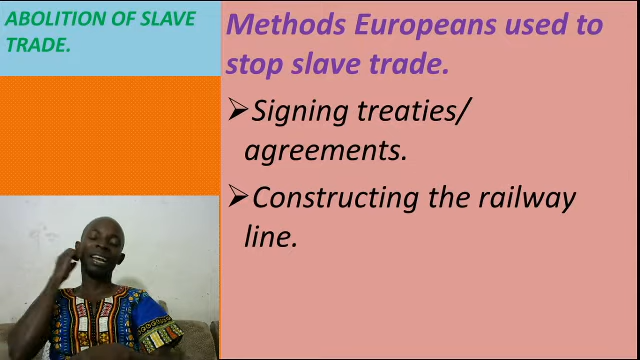 ABOLITION OF SLAVE
TRADE.
Methods Europeans used to
stop slave trade.
➢Signing treaties/
agreements.
➢Constructing the railway
line.